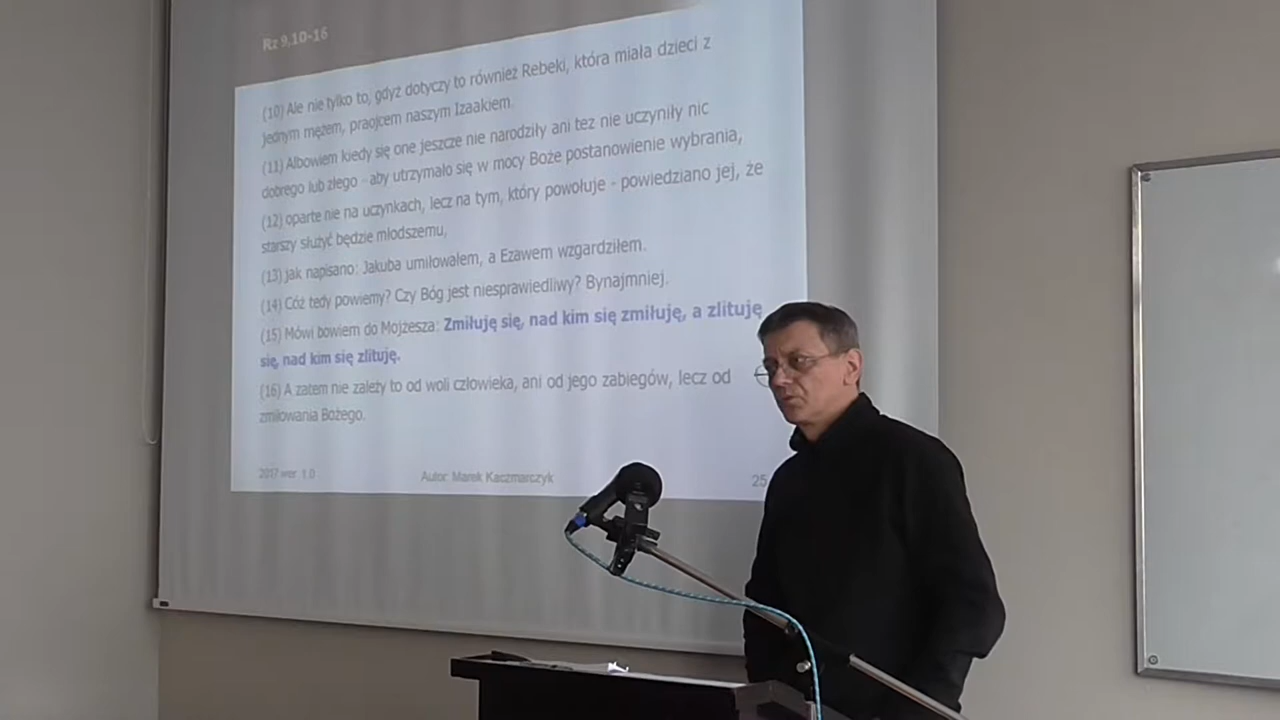 Rz 9,10-16
(10) Ale nie tylko to, gdyż dotyczy to również Rebeki, która miała dzieci z
jednym mężem, praojcem naszym Izaakiem.
(11) Albowiem kiedy się one jeszcze nie narodziły ani tez nie uczyniły nic
dobrego lub złego - aby utrzymało się w mocy Boże postanowienie wybrania,
(12) oparte nie na uczynkach, lecz na tym, który powołuje - powiedziano jej, że
starszy służyć będzie młodszemu,
(13) jak napisano: Jakuba umiłowałem, a Ezawem wzgardziłem.
(14) Cóż tedy powiemy? Czy Bóg jest niesprawiedliwy? Bynajmniej.
(15) Mówi bowiem do Mojżesza: Zmiłuję się, nad kim się zmiłuję, a zlituję
się, nad kim się zlituję.
(16) A zatem nie zależy to od woli człowieka, ani od jego zabiegów, lecz od
zmiłowania Bożego.
2017 wer. 1.0 Autor: Marek Kaczmarczyk 25